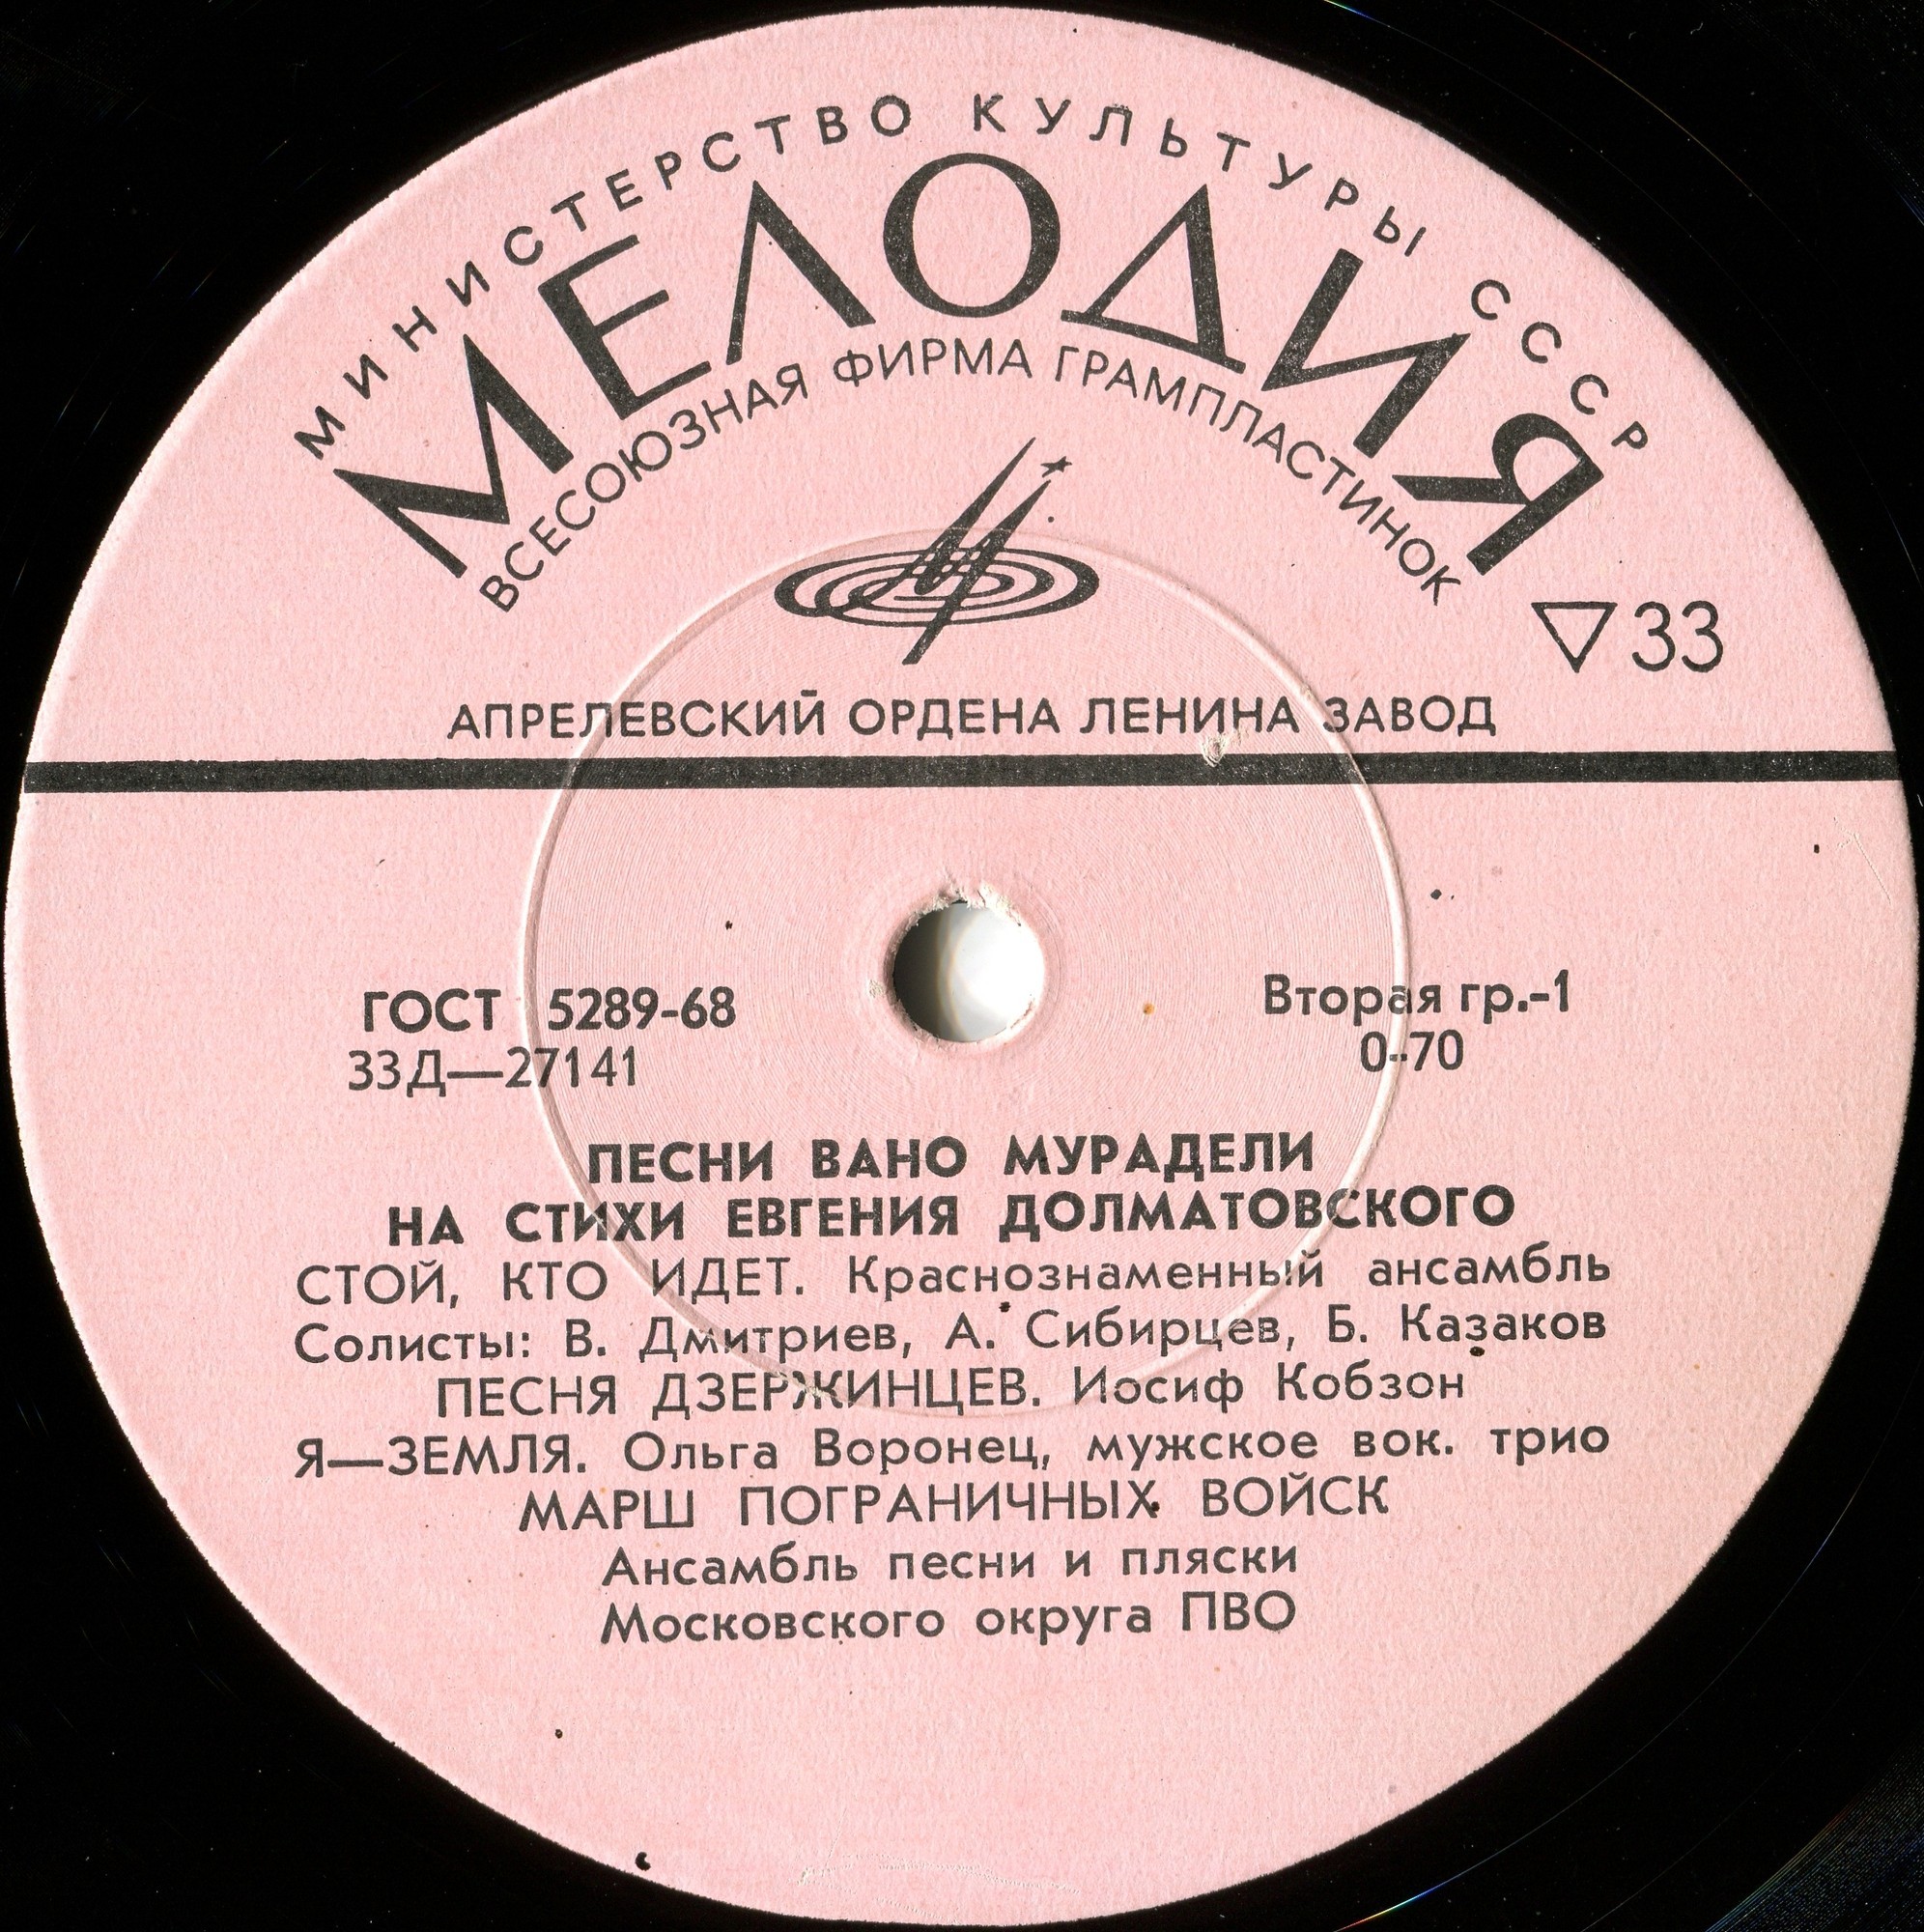 МИНИСТЕРСТВО КУЛЬТУРЫ СССР
МЕЛОДИЯ
ВСЕСОЮЗНАЯ ФИРМА ГРАМПЛАСТИНОК
33
АПРЕЛЕВСКИЙ ОРДЕНА ЛЕНИНА ЗАВОД
ГОСТ 5289-68
Вторая гр.-1
33Д—27141
0-70
ПЕСНИ ВАНО МУРАДЕЛИ
НА СТИХИ ЕВГЕНИЯ ДОЛМАТОВСКОГО
СТОЙ, КТО ИДЕТ. Краснознаменный ансамбль
Солисты: В. Дмитриев, А. Сибирцев, Б. Казаков
ПЕСНЯ ДЗЕРЖИНЦЕВ. Иосиф Кобзон
Я—ЗЕМЛЯ. Ольга Воронец, мужское вок. трио
МАРШ ПОГРАНИЧНЫХ ВОЙСК
Ансамбль песни и пляски
Московского округа ПВО